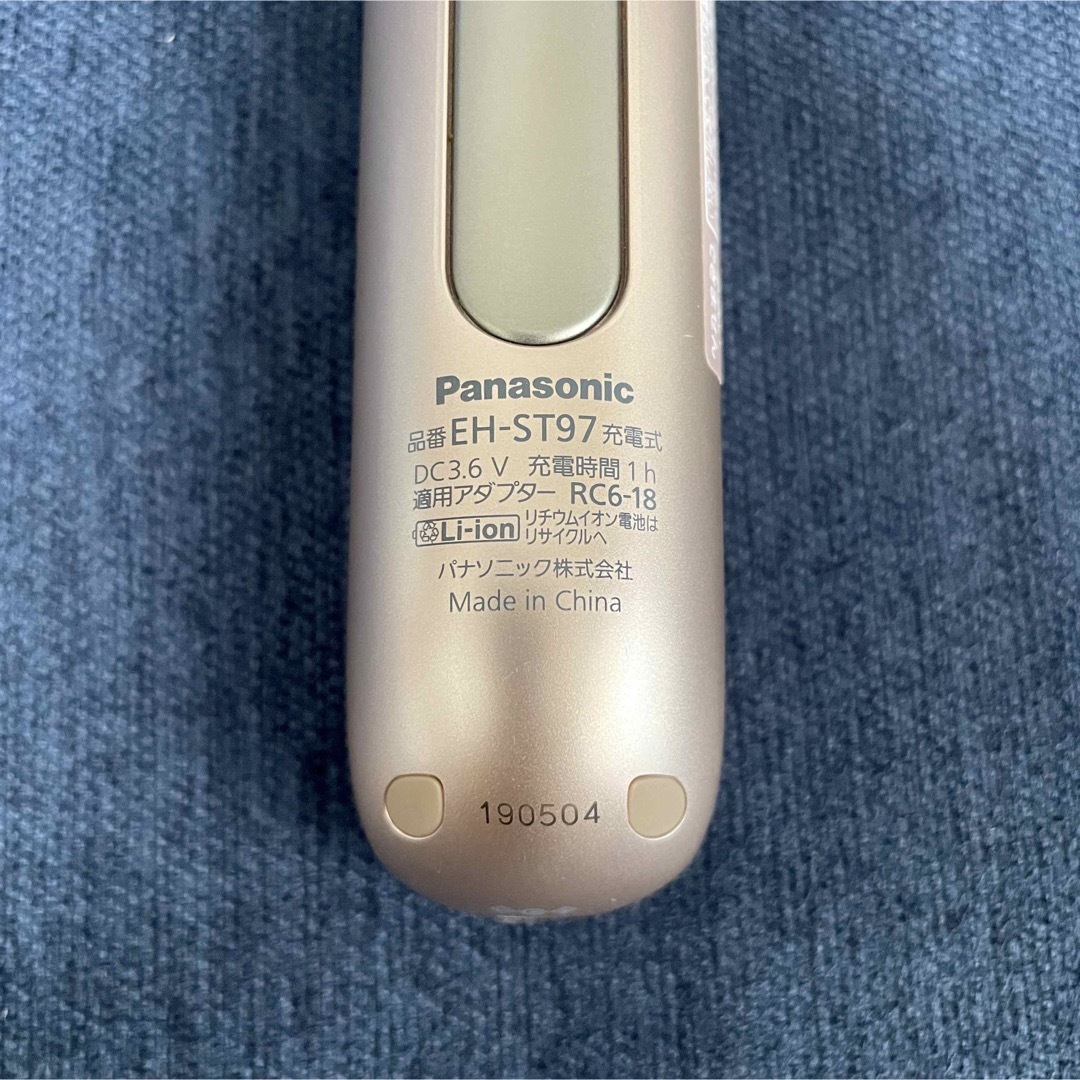 Panasonic
品番 EH-ST97 充電式
DC3.6 V 充電時間 1 h
適用アダプター RC6-18
Li-ion リチウムイオン電池は
リサイクルへ
パナソニック株式会社
Made in China
190504